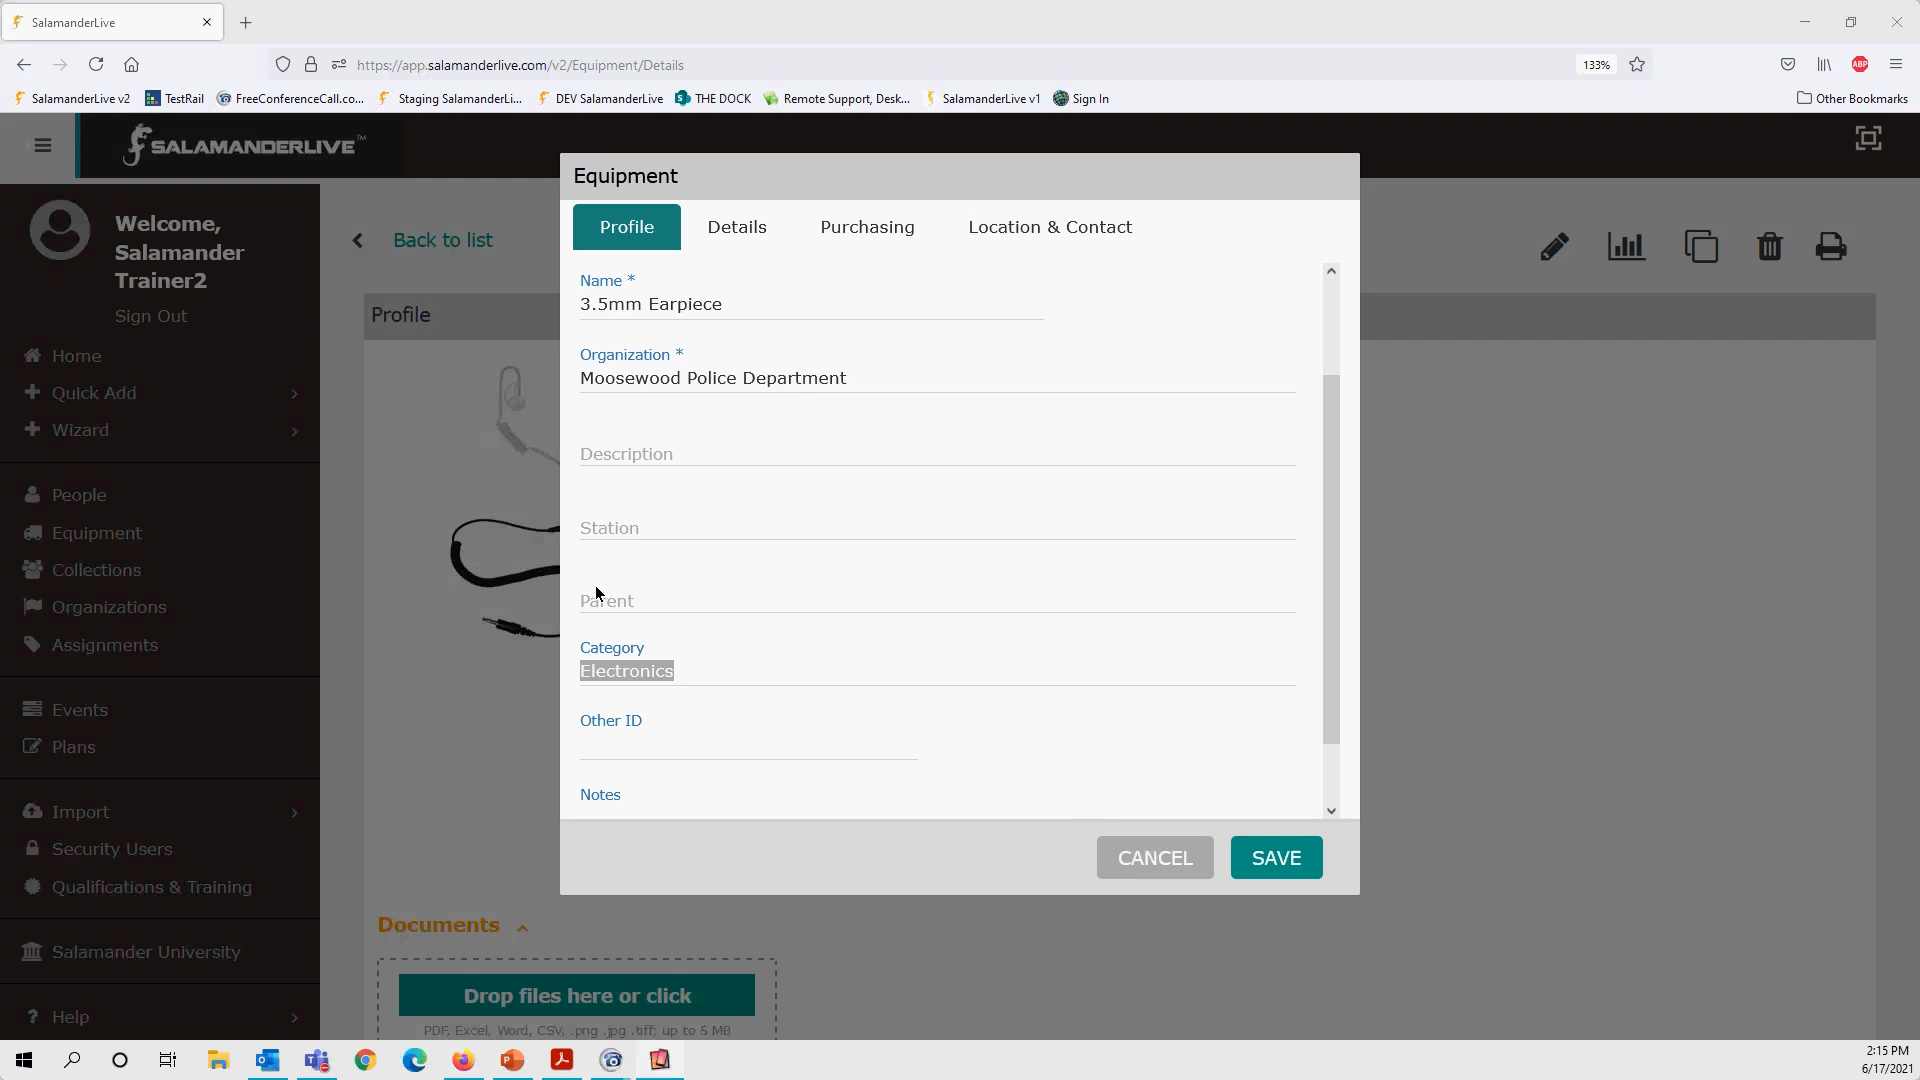 SalamanderLive
https://app.salamanderlive.com/v2/Equipment/Details
133%
ABP
SalamanderLive v2
TestRail
FreeConferenceCall.co...
Staging SalamanderLi...
DEV SalamanderLive
THE DOCK
Remote Support, Desk...
SalamanderLive v1
Sign In
Other Bookmarks
SALAMANDERLIVE™
Welcome,
Salamander
Trainer2
Sign Out
Home
Quick Add
Wizard
People
Equipment
Collections
Organizations
Assignments
Events
Plans
Import
Security Users
Qualifications & Training
Salamander University
Help
Back to list
Profile
Equipment
Profile
Details
Purchasing
Location & Contact
Name *
3.5mm Earpiece
Organization *
Moosewood Police Department
Description
Station
Parent
Category
Electronics
Other ID
Notes
CANCEL
SAVE
Documents
Drop files here or click
PDF, Excel, Word, CSV, .png .jpg .tiff; up to 5 MB
2:15 PM
6/17/2021